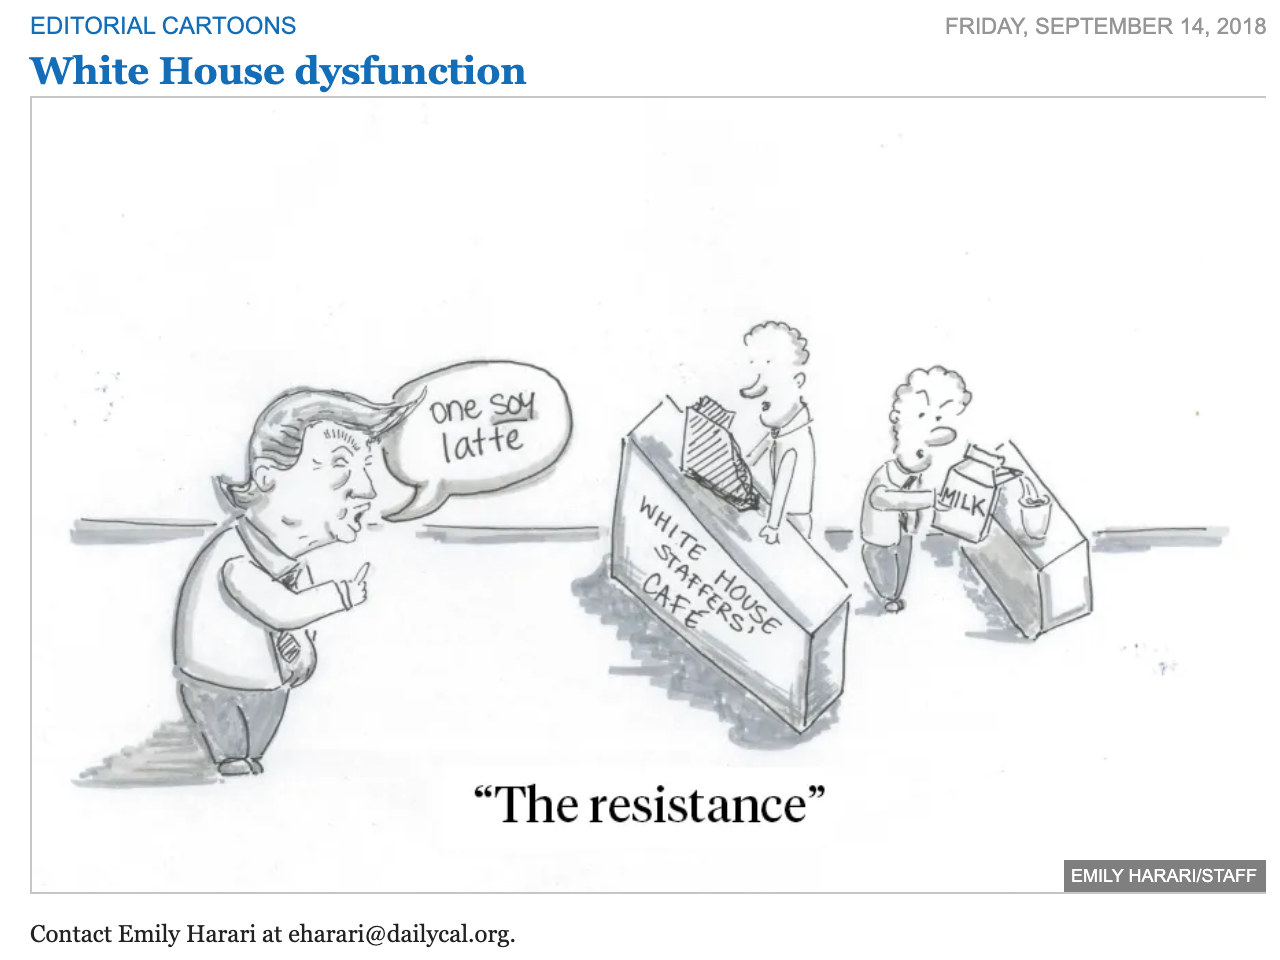 EDITORIAL CARTOONS
FRIDAY, SEPTEMBER 14, 2018
White House dysfunction
one soy
latte
WHITE HOUSE
STAFFERS'
CAFÉ
MILK
“The resistance”
EMILY HARARI/STAFF
Contact Emily Harari at eharari@dailycal.org.